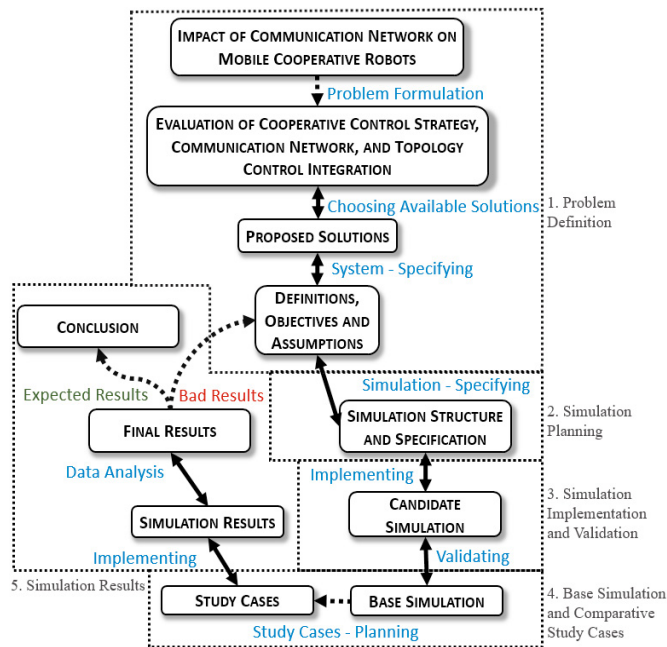 IMPACT OF COMMUNICATION NETWORK ON
MOBILE COOPERATIVE ROBOTS
Problem Formulation
EVALUATION OF COOPERATIVE CONTROL STRATEGY,
COMMUNICATION NETWORK, AND TOPOLOGY
CONTROL INTEGRATION
Choosing Available Solutions
1. Problem
Definition
PROPOSED SOLUTIONS
System - Specifying
DEFINITIONS,
OBJECTIVES AND
ASSUMPTIONS
CONCLUSION
Simulation - Specifying
Expected Results
Bad Results
SIMULATION STRUCTURE
AND SPECIFICATION
2. Simulation
Planning
FINAL RESULTS
Data Analysis
Implementing
CANDIDATE
SIMULATION
3. Simulation
Implementation
and Validation
SIMULATION RESULTS
Implementing
Validating
5. Simulation Results
STUDY CASES
BASE SIMULATION
4. Base Simulation
and Comparative
Study Cases
Study Cases - Planning